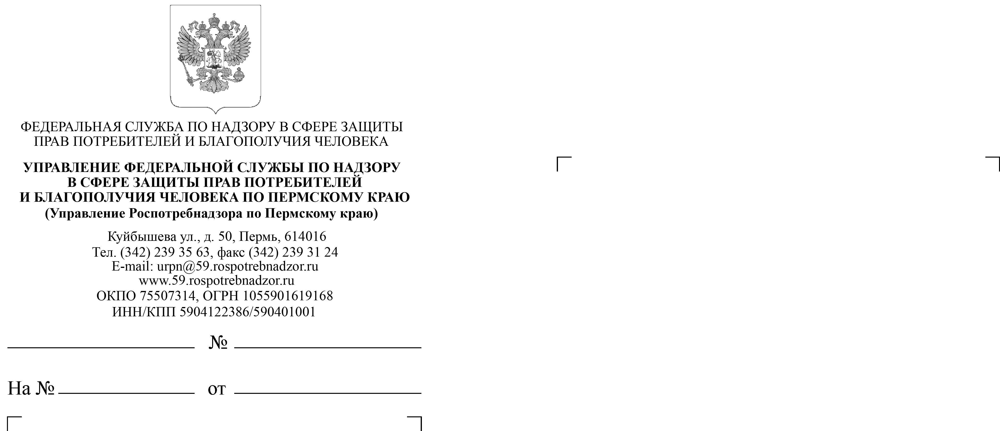 ФЕДЕРАЛЬНАЯ СЛУЖБА ПО НАДЗОРУ В СФЕРЕ ЗАЩИТЫ
ПРАВ ПОТРЕБИТЕЛЕЙ И БЛАГОПОЛУЧИЯ ЧЕЛОВЕКА
УПРАВЛЕНИЕ ФЕДЕРАЛЬНОЙ СЛУЖБЫ ПО НАДЗОРУ
В СФЕРЕ ЗАЩИТЫ ПРАВ ПОТРЕБИТЕЛЕЙ
И БЛАГОПОЛУЧИЯ ЧЕЛОВЕКА ПО ПЕРМСКОМУ КРАЮ
(Управление Роспотребнадзора по Пермскому краю)
Куйбышева ул., д. 50, Пермь, 614016
Тел. (342) 239 35 63, факс (342) 239 31 24
E-mail: urpn@59.rospotrebnadzor.ru
www.59.rospotrebnadzor.ru
ОКПО 75507314, ОГРН 1055901619168
ИНН/КПП 5904122386/590401001
№
На № от